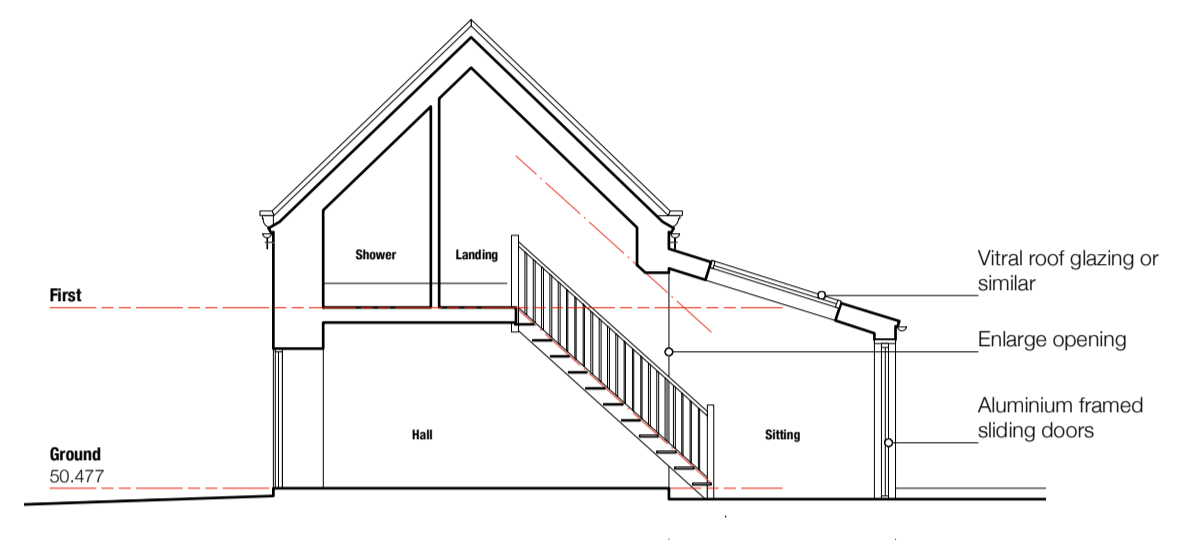 Shower
Landing
First
Vitral roof glazing or
similar
Enlarge opening
Aluminium framed
sliding doors
Hall
Sitting
Ground
50.477